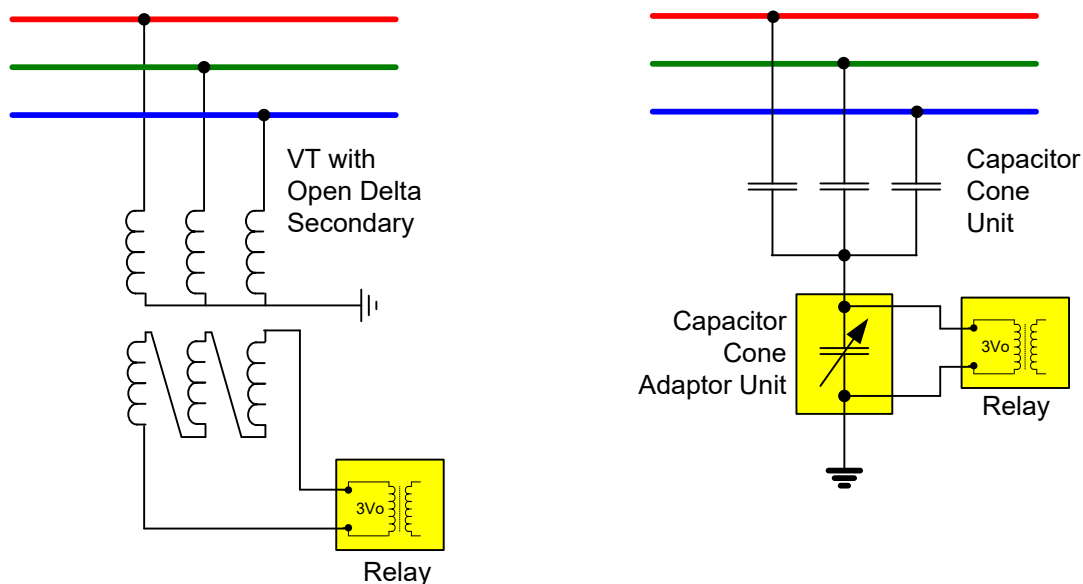 VT with
Open Delta
Secondary
3Vo
Relay
Capacitor
Cone
Unit
Capacitor
Cone
Adaptor Unit
3Vo
Relay